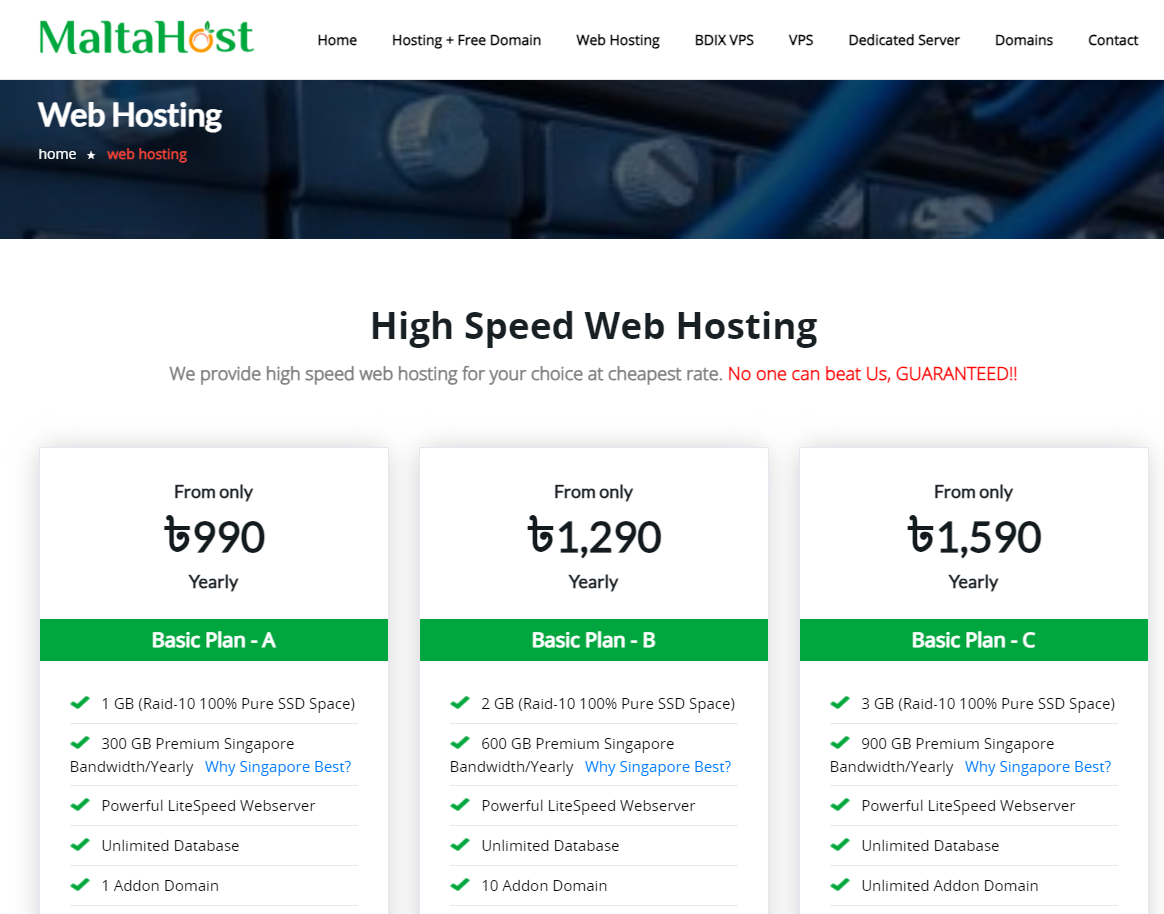 MaltaHost
Home Hosting + Free Domain Web Hosting BDIX VPS VPS Dedicated Server Domains Contact
Web Hosting
home ★ web hosting
High Speed Web Hosting
We provide high speed web hosting for your choice at cheapest rate. No one can beat Us, GUARANTEED!!
From only
৳990
Yearly
Basic Plan - A
1 GB (Raid-10 100% Pure SSD Space)
300 GB Premium Singapore
Bandwidth/Yearly Why Singapore Best?
Powerful LiteSpeed Webserver
Unlimited Database
1 Addon Domain
From only
৳1,290
Yearly
Basic Plan - B
2 GB (Raid-10 100% Pure SSD Space)
600 GB Premium Singapore
Bandwidth/Yearly Why Singapore Best?
Powerful LiteSpeed Webserver
Unlimited Database
10 Addon Domain
From only
৳1,590
Yearly
Basic Plan - C
3 GB (Raid-10 100% Pure SSD Space)
900 GB Premium Singapore
Bandwidth/Yearly Why Singapore Best?
Powerful LiteSpeed Webserver
Unlimited Database
Unlimited Addon Domain